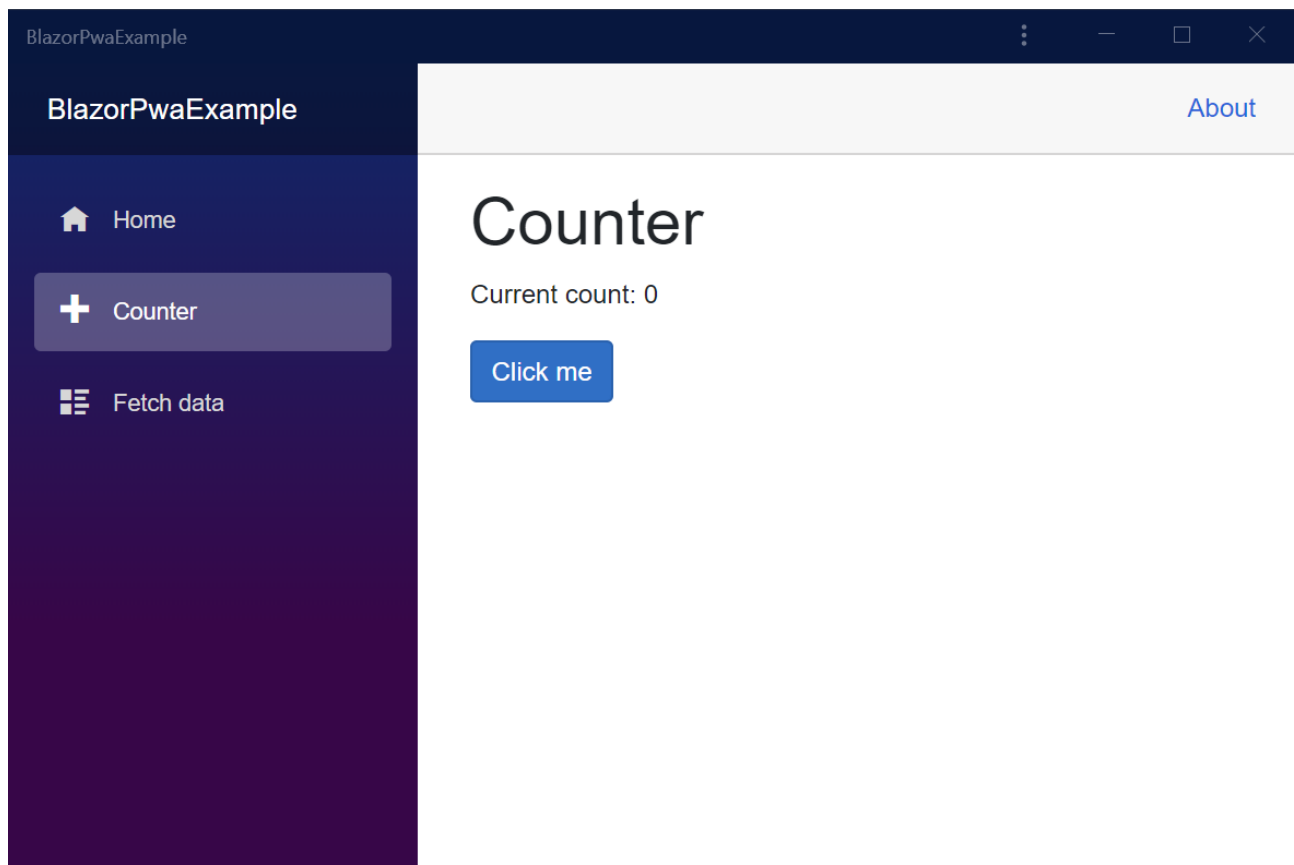 BlazorPwaExample
BlazorPwaExample
About
Home
Counter
Fetch data
Counter
Current count: 0
Click me